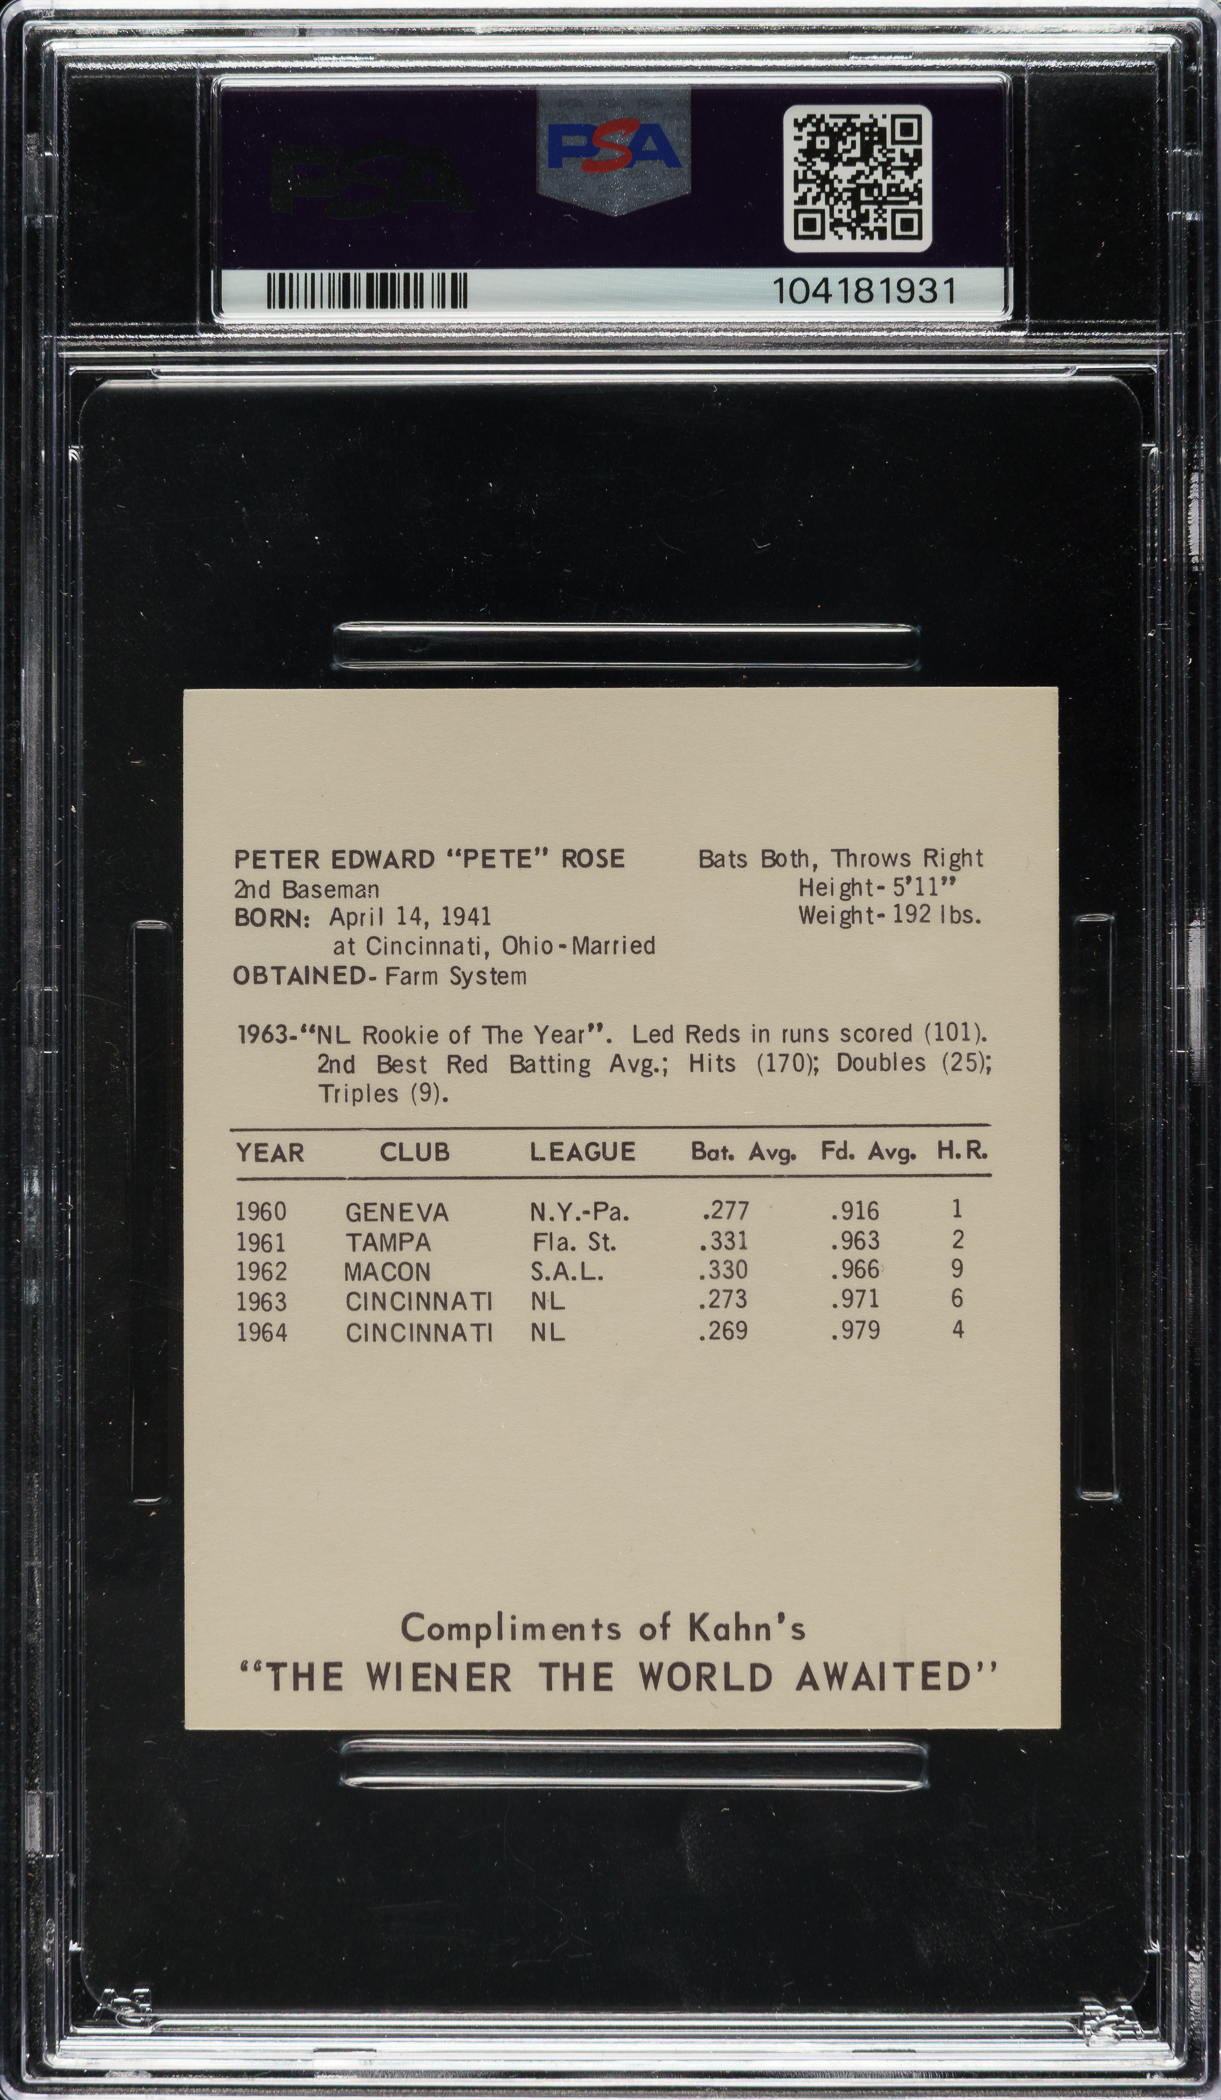 PSA
PSA
104181931
PETER EDWARD “PETE” ROSE Bats Both, Throws Right
2nd Baseman Height- 5'11”
BORN: April 14, 1941 Weight- 192 lbs.
at Cincinnati, Ohio-Married
OBTAINED- Farm System
1963-“NL Rookie of The Year”. Led Reds in runs scored (101).
2nd Best Red Batting Avg.; Hits (170); Doubles (25);
Triples (9).
YEAR CLUB LEAGUE Bat. Avg. Fd. Avg. H.R.
1960 GENEVA N.Y.-Pa. .277 .916 1
1961 TAMPA Fla. St. .331 .963 2
1962 MACON S.A.L. .330 .966 9
1963 CINCINNATI NL .273 .971 6
1964 CINCINNATI NL .269 .979 4
Compliments of Kahn's
“THE WIENER THE WORLD AWAITED”
PSA
PSA